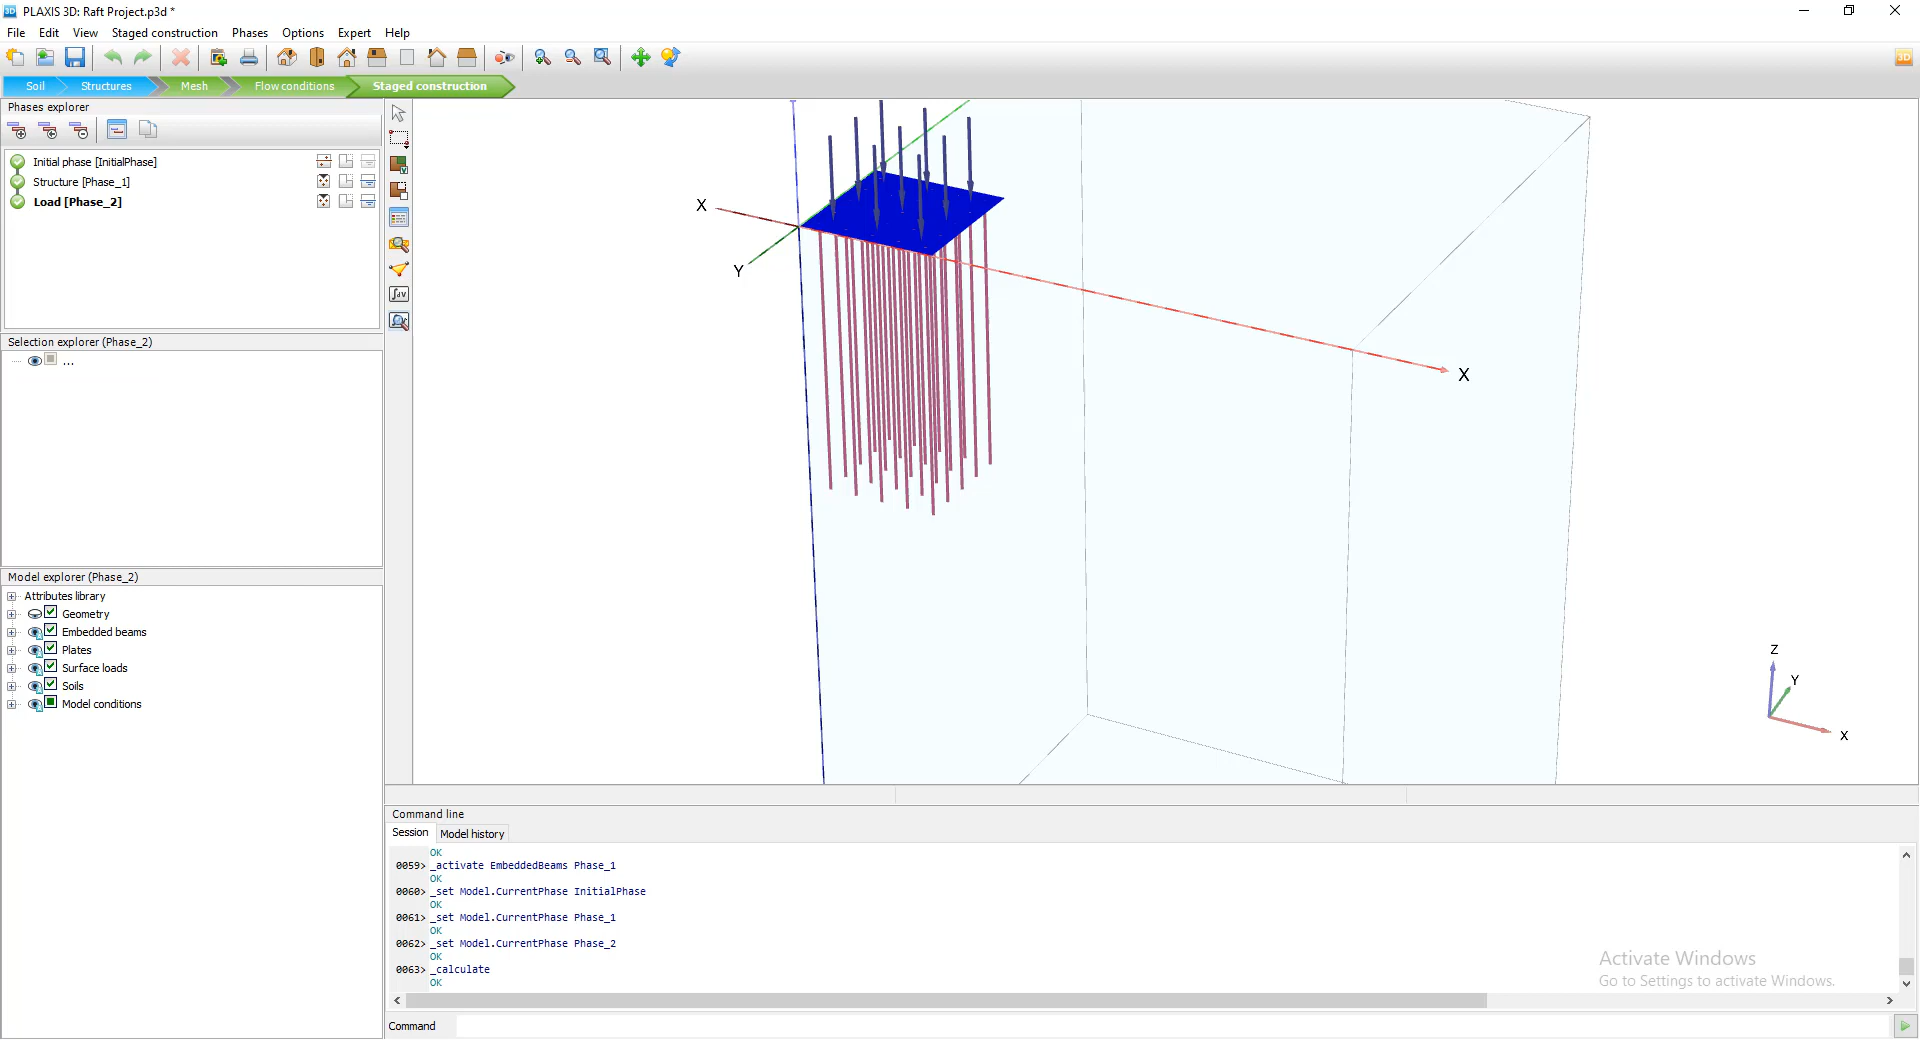 PLAXIS 3D: Raft Project.p3d *
File Edit View Staged construction Phases Options Expert Help
Soil Structures Mesh Flow conditions Staged construction
Phases explorer
Initial phase [InitialPhase]
Structure [Phase_1]
Load [Phase_2]
Selection explorer (Phase_2)
...
Model explorer (Phase_2)
Attributes library
Geometry
Embedded beams
Plates
Surface loads
Soils
Model conditions
X
Y
X
Z
Y
X
Command line
Session Model history
OK
0059> _activate EmbeddedBeams Phase_1
OK
0060> _set Model.CurrentPhase InitialPhase
OK
0061> _set Model.CurrentPhase Phase_1
OK
0062> _set Model.CurrentPhase Phase_2
OK
0063> _calculate
OK
Activate Windows
Go to Settings to activate Windows.
Command